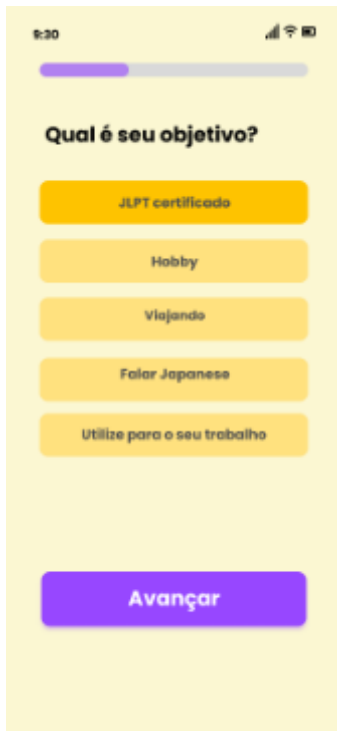 9:30
Qual é seu objetivo?
JLPT certificado
Hobby
Viajando
Falar Japanese
Utilize para o seu trabalho
Avançar